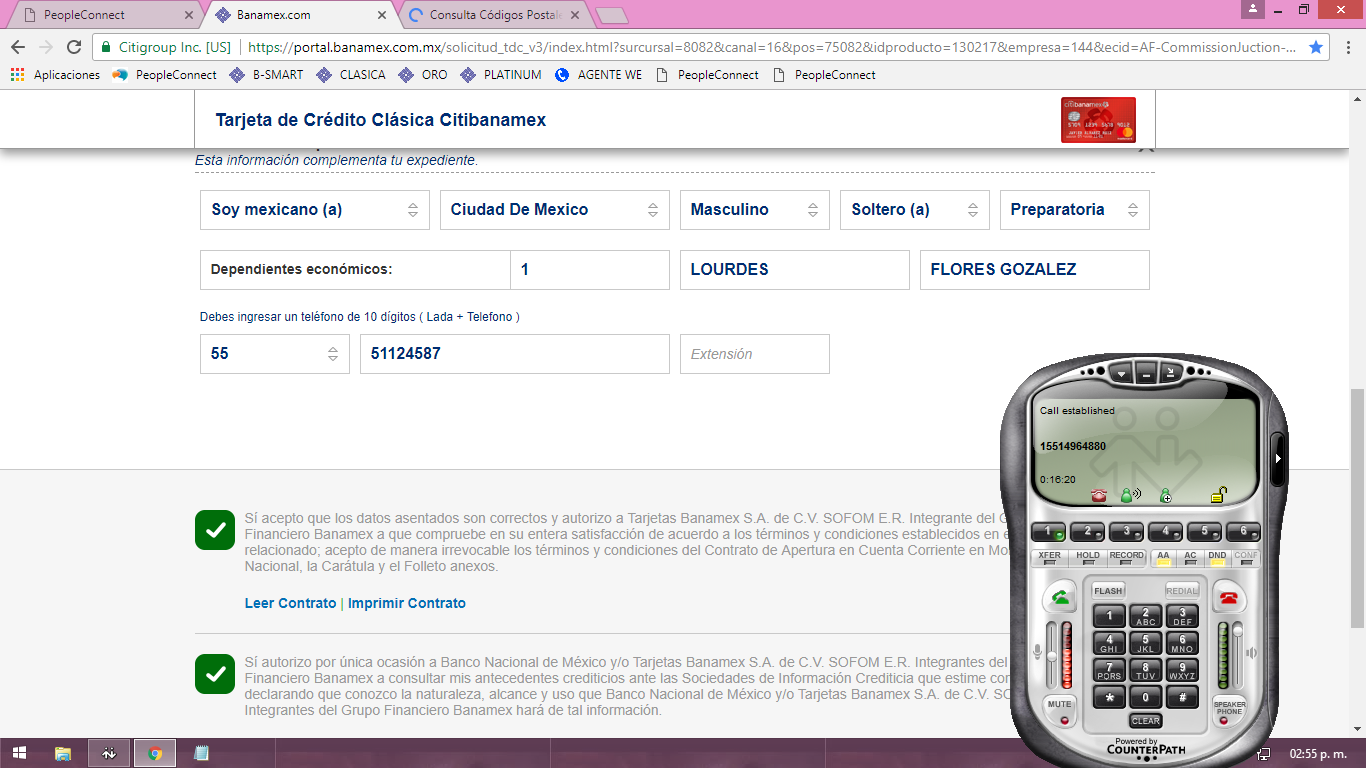 PeopleConnect
Banamex.com
Consulta Códigos Postale
Citigroup Inc. [US]
https://portal.banamex.com.mx/solicitud_tdc_v3/index.html?surcursal=8082&canal=16&pos=75082&idproducto=130217&empresa=144&ecid=AF-CommissionJuction-...
Aplicaciones
PeopleConnect
B-SMART
CLASICA
ORO
PLATINUM
AGENTE WE
PeopleConnect
PeopleConnect
Tarjeta de Crédito Clásica Citibanamex
citibanamex
Esta información complementa tu expediente.
Soy mexicano (a)
Ciudad De Mexico
Masculino
Soltero (a)
Preparatoria
Dependientes económicos:
1
LOURDES
FLORES GOZALEZ
Debes ingresar un teléfono de 10 dígitos ( Lada + Telefono )
55
51124587
Extensión
Sí acepto que los datos asentados son correctos y autorizo a Tarjetas Banamex S.A. de C.V. SOFOM E.R. Integrante del G
Financiero Banamex a que compruebe en su entera satisfacción de acuerdo a los términos y condiciones establecidos en e
relacionado; acepto de manera irrevocable los términos y condiciones del Contrato de Apertura en Cuenta Corriente en Mon
Nacional, la Carátula y el Folleto anexos.
Leer Contrato | Imprimir Contrato
Sí autorizo por única ocasión a Banco Nacional de México y/o Tarjetas Banamex S.A. de C.V. SOFOM E.R. Integrantes del
Financiero Banamex a consultar mis antecedentes crediticios ante las Sociedades de Información Crediticia que estime con
declarando que conozco la naturaleza, alcance y uso que Banco Nacional de México y/o Tarjetas Banamex S.A. de C.V. SO
Integrantes del Grupo Financiero Banamex hará de tal información.
Call established
15514964880
0:16:20
1 2 3 4 5 6
XFER HOLD RECORD AA AC DND CONF
FLASH REDIAL
1 2 ABC 3 DEF
4 GHI 5 JKL 6 MNO
7 PQRS 8 TUV 9 WXYZ
* 0 #
MUTE
CLEAR
SPEAKER PHONE
Powered by
COUNTERPATH
02:55 p. m.